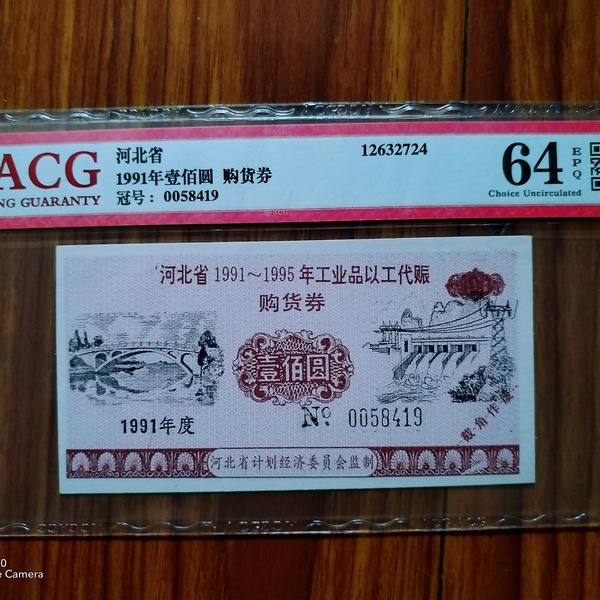 ACG
NG GUARANTY
河北省
1991年壹佰圆 购货券
冠号: 0058419
12632724
64
EPQ
Choice Uncirculated
ACG
河北省 1991～1995 年工业品以工代赈
购货券
壹佰圆
1991年度
Nº 0058419
截角作废
河北省计划经济委员会监制
0
e Camera